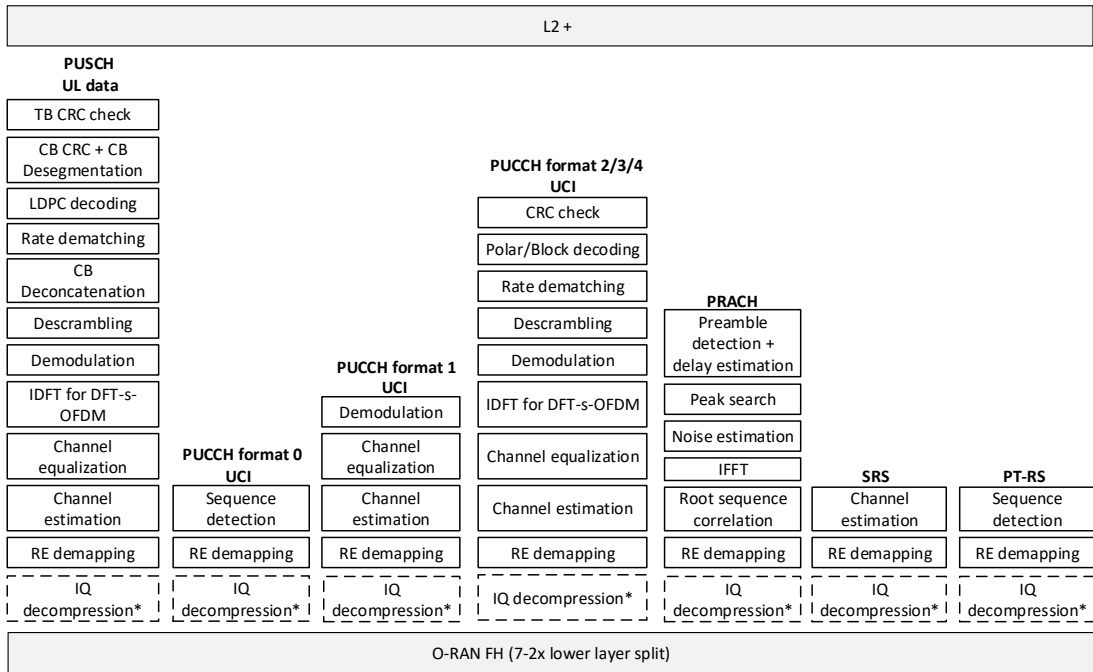 L2 +
PUSCH
UL data
TB CRC check
CB CRC + CB
Desegmentation
LDPC decoding
Rate dematching
CB
Deconcatenation
Descrambling
Demodulation
IDFT for DFT-s-
OFDM
Channel
equalization
Channel
estimation
RE demapping
IQ
decompression*
PUCCH format 0
UCI
Sequence
detection
RE demapping
IQ
decompression*
PUCCH format 1
UCI
Demodulation
Channel
equalization
Channel
estimation
RE demapping
IQ
decompression*
PUCCH format 2/3/4
UCI
CRC check
Polar/Block decoding
Rate dematching
Descrambling
Demodulation
IDFT for DFT-s-OFDM
Channel equalization
Channel estimation
RE demapping
IQ decompression*
PRACH
Preamble
detection +
delay estimation
Peak search
Noise estimation
IFFT
Root sequence
correlation
RE demapping
IQ
decompression*
SRS
Channel
estimation
RE demapping
IQ
decompression*
PT-RS
Sequence
detection
RE demapping
IQ
decompression*
O-RAN FH (7-2x lower layer split)